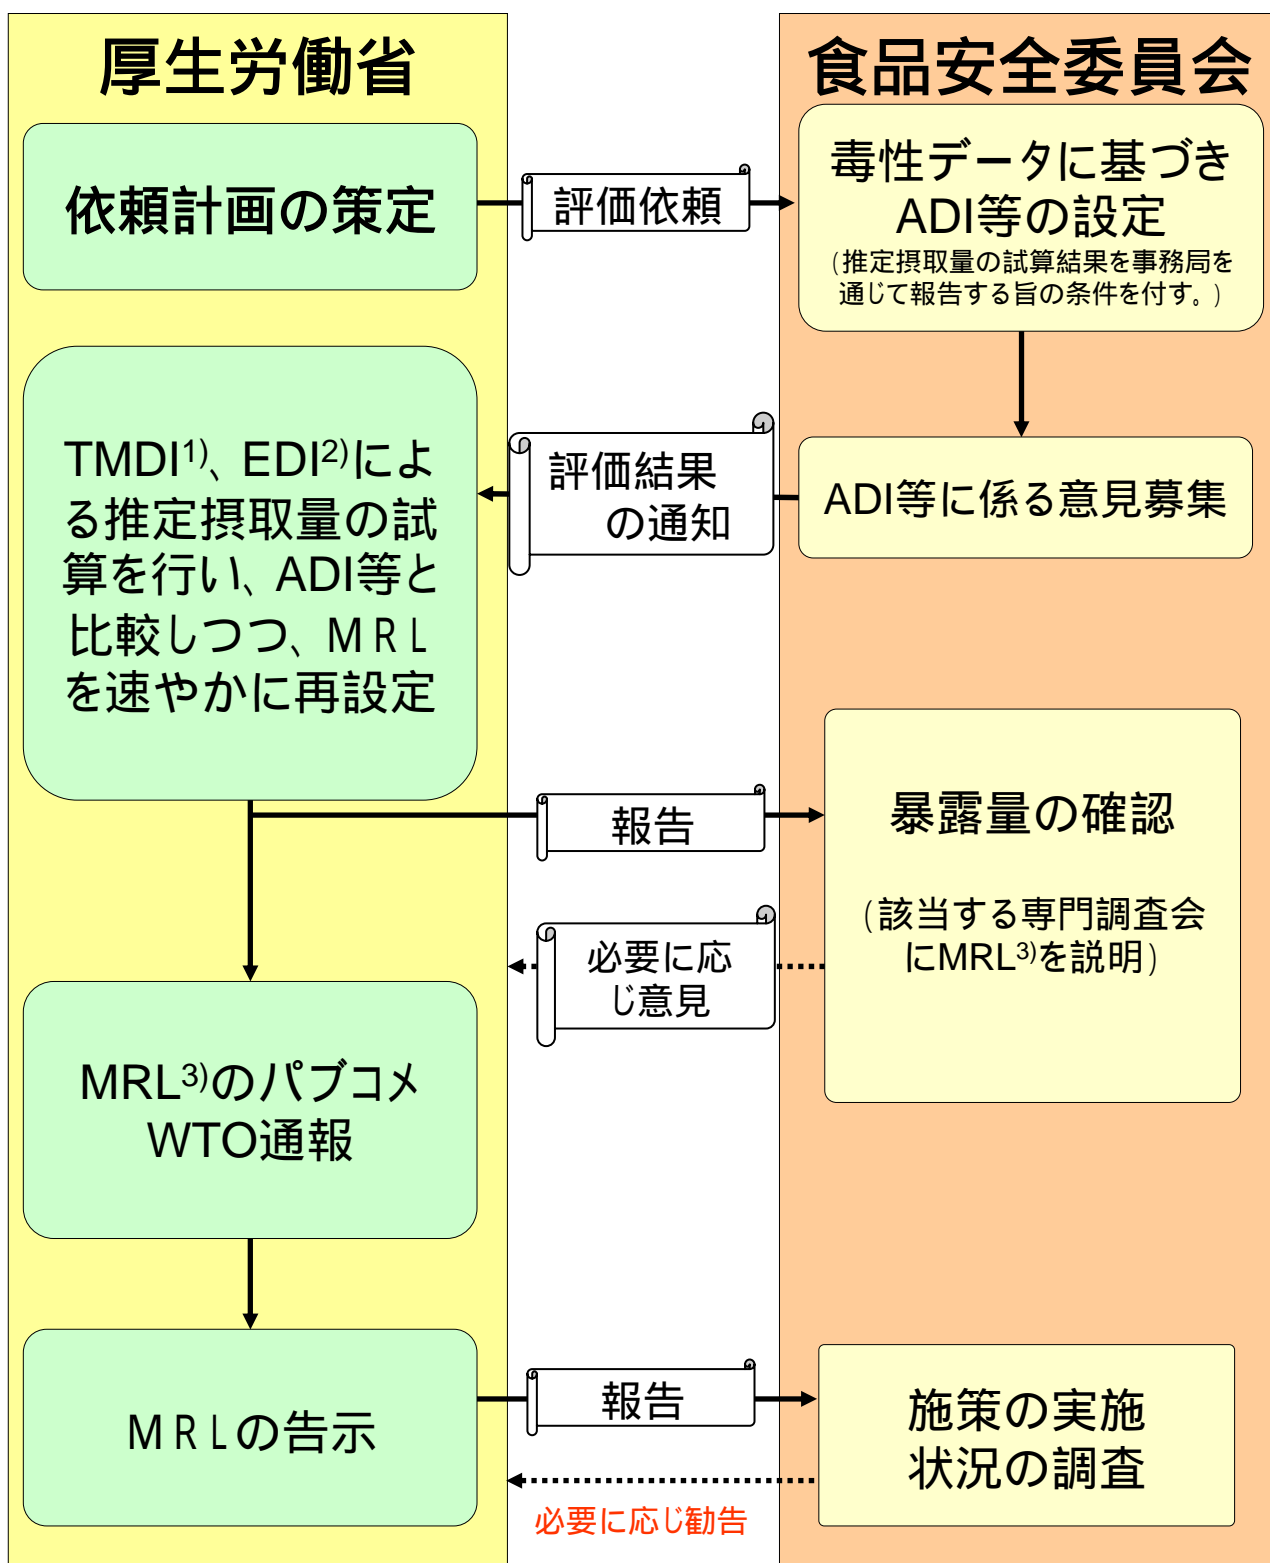 厚生労働省
食品安全委員会
依頼計画の策定
評価依頼
毒性データに基づき
ADI等の設定
(推定摂取量の試算結果を事務局を
通じて報告する旨の条件を付す。)
TMDI1)、EDI2)によ
る推定摂取量の試
算を行い、ADI等と
比較しつつ、MRL
を速やかに再設定
評価結果
の通知
ADI等に係る意見募集
報告
暴露量の確認
(該当する専門調査会
にMRL3)を説明)
必要に応
じ意見
MRL3)のパブコメ
WTO通報
MRLの告示
報告
施策の実施
状況の調査
必要に応じ勧告